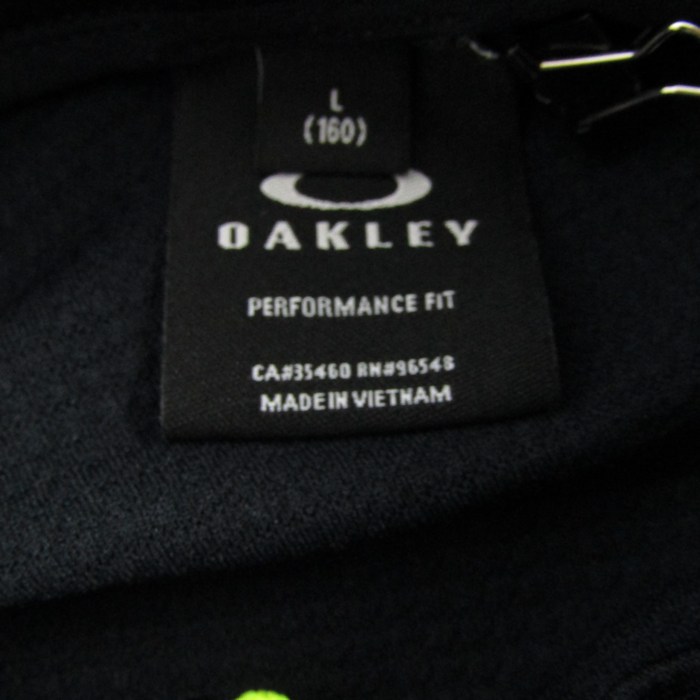 L
(160)
OAKLEY
PERFORMANCE FIT
CA#35460 RN#96548
MADE IN VIETNAM